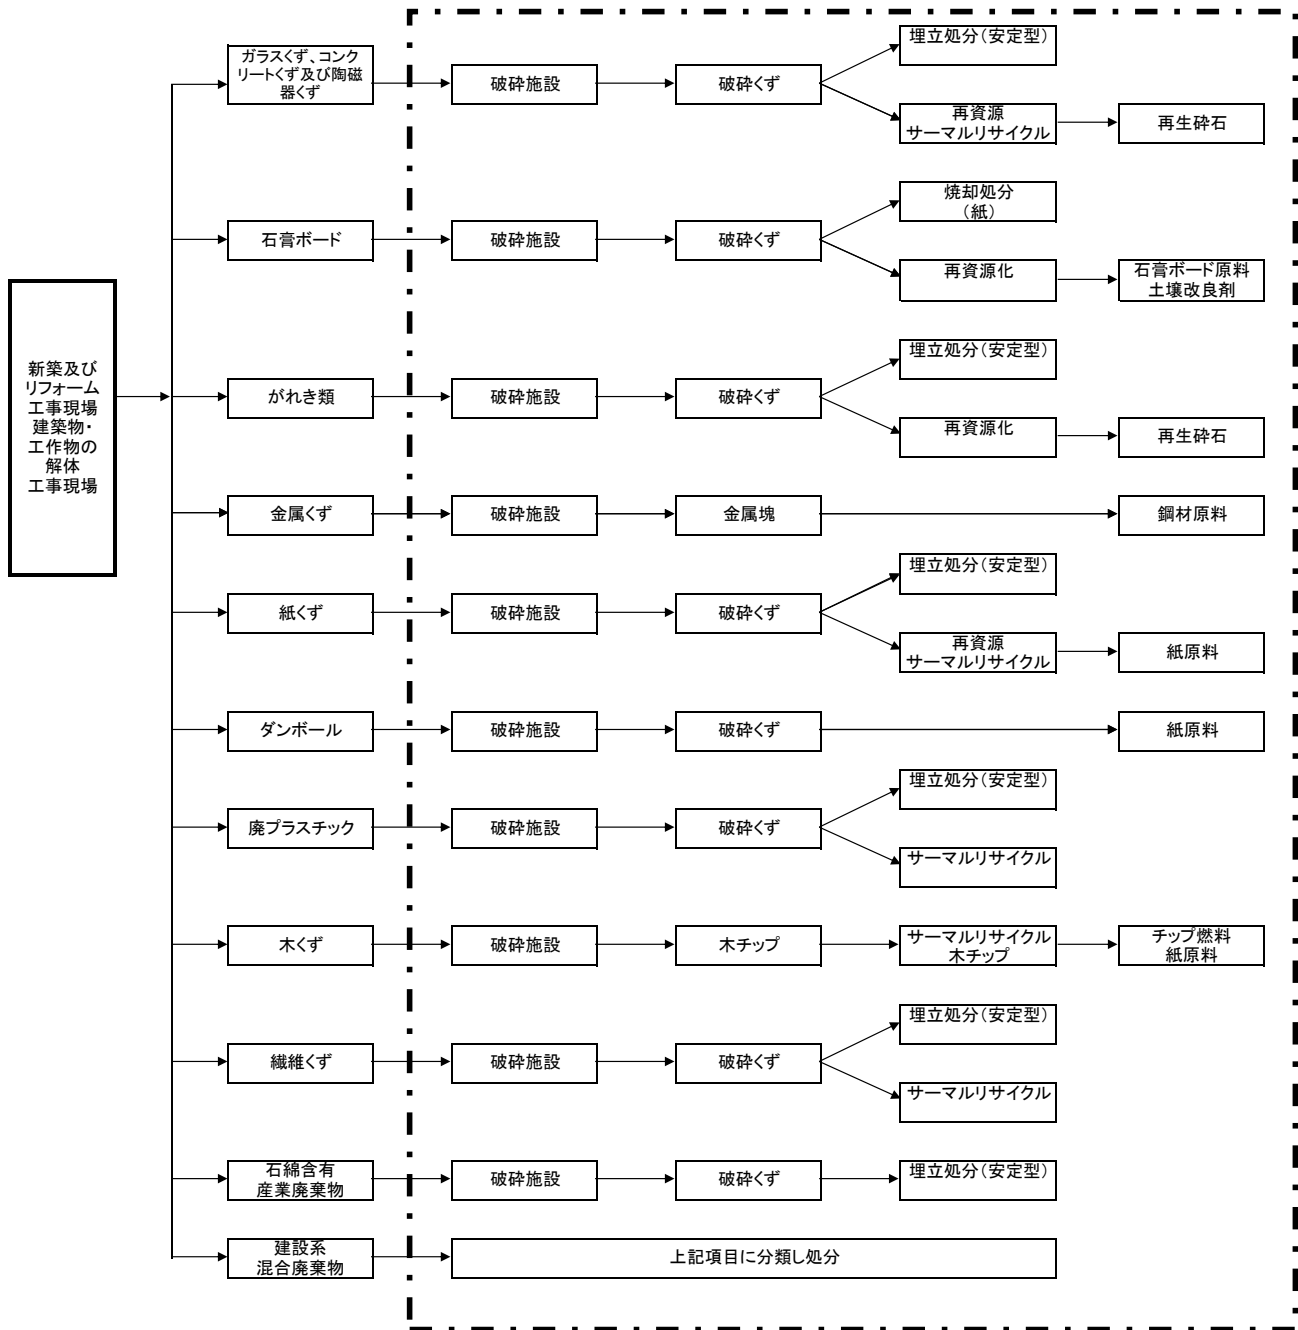 新築及び
リフォーム
工事現場
建築物・
工作物の
解体
工事現場
ガラスくず、コンク
リートくず及び陶磁
器くず
破砕施設
破砕くず
埋立処分（安定型）
再資源
サーマルリサイクル
再生砕石
石膏ボード
破砕施設
破砕くず
焼却処分
（紙）
再資源化
石膏ボード原料
土壌改良剤
がれき類
破砕施設
破砕くず
埋立処分（安定型）
再資源化
再生砕石
金属くず
破砕施設
金属塊
鋼材原料
紙くず
破砕施設
破砕くず
埋立処分（安定型）
再資源
サーマルリサイクル
紙原料
ダンボール
破砕施設
破砕くず
紙原料
廃プラスチック
破砕施設
破砕くず
埋立処分（安定型）
サーマルリサイクル
木くず
破砕施設
木チップ
サーマルリサイクル
木チップ
チップ燃料
紙原料
繊維くず
破砕施設
破砕くず
埋立処分（安定型）
サーマルリサイクル
石綿含有
産業廃棄物
破砕施設
破砕くず
埋立処分（安定型）
建設系
混合廃棄物
上記項目に分類し処分